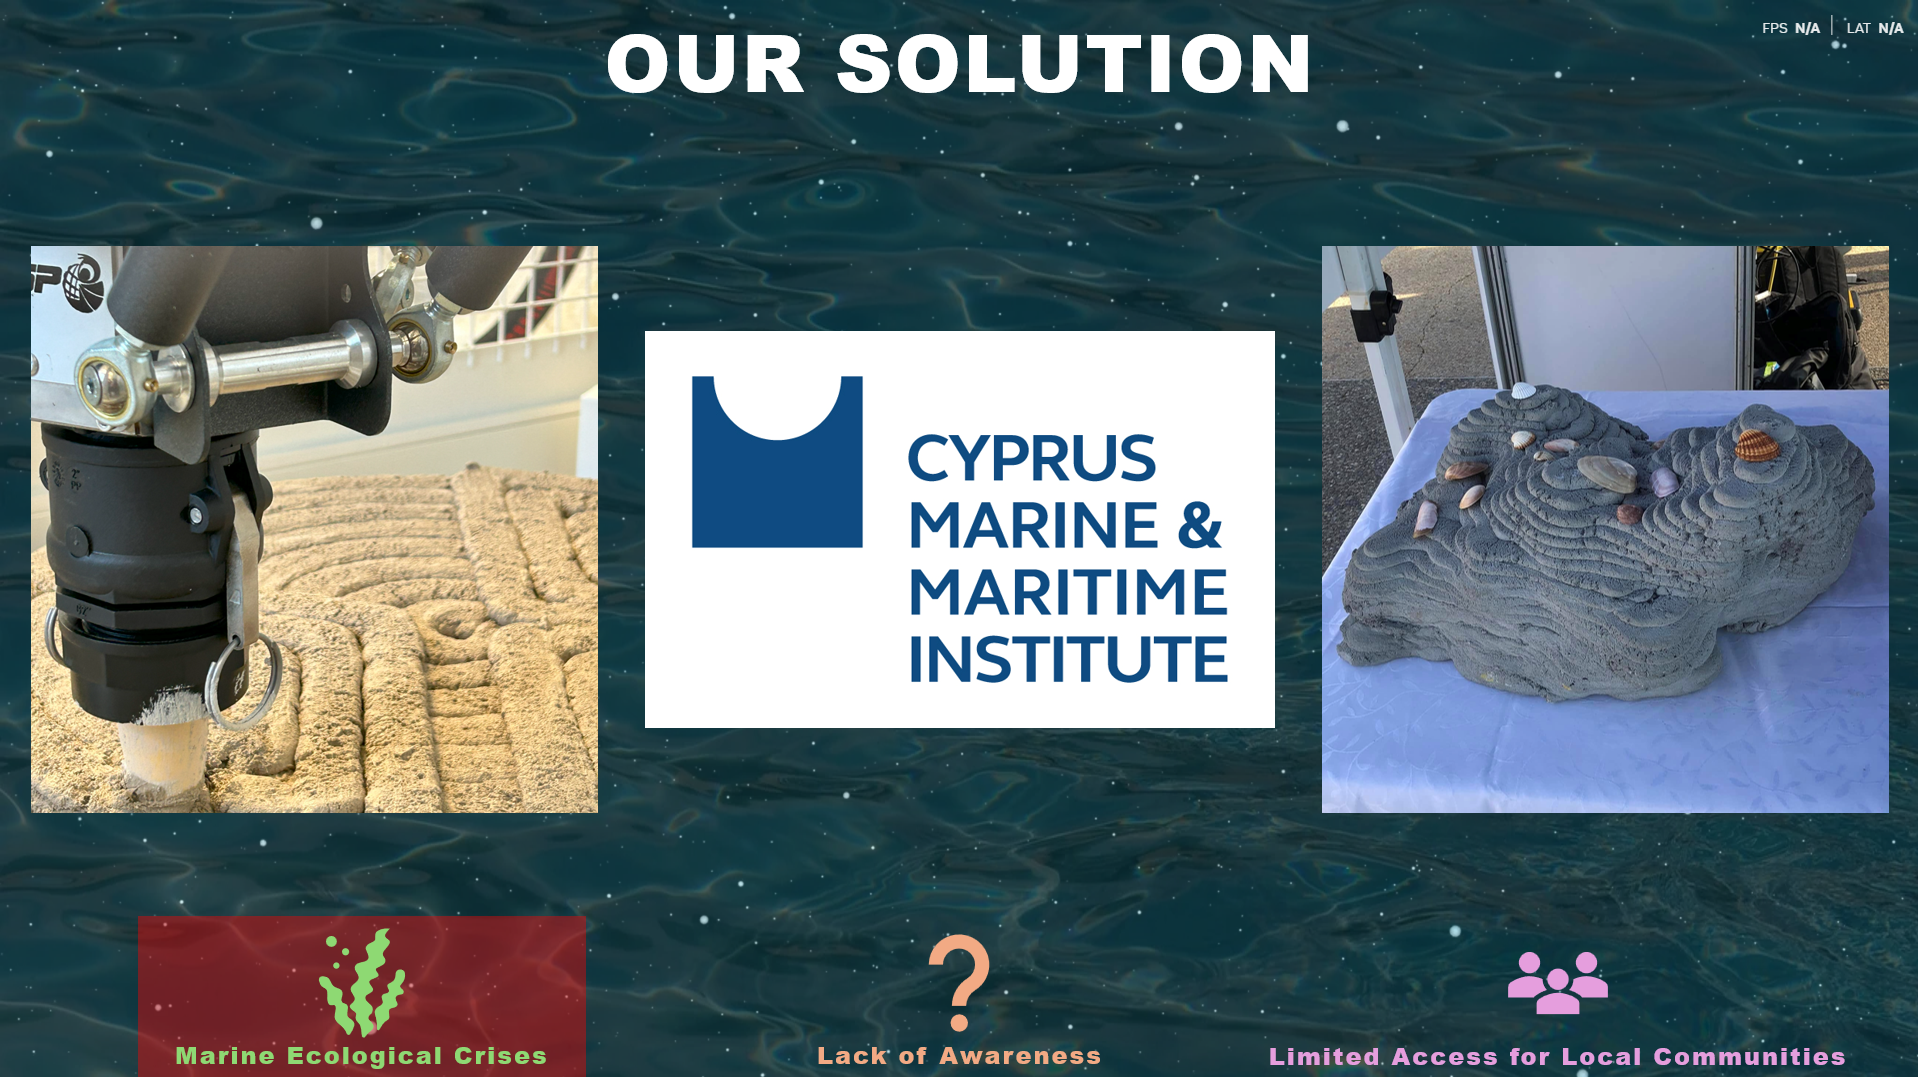 FPS N/A | LAT N/A
OUR SOLUTION
CYPRUS
MARINE &
MARITIME
INSTITUTE
Marine Ecological Crises
Lack of Awareness
Limited Access for Local Communities